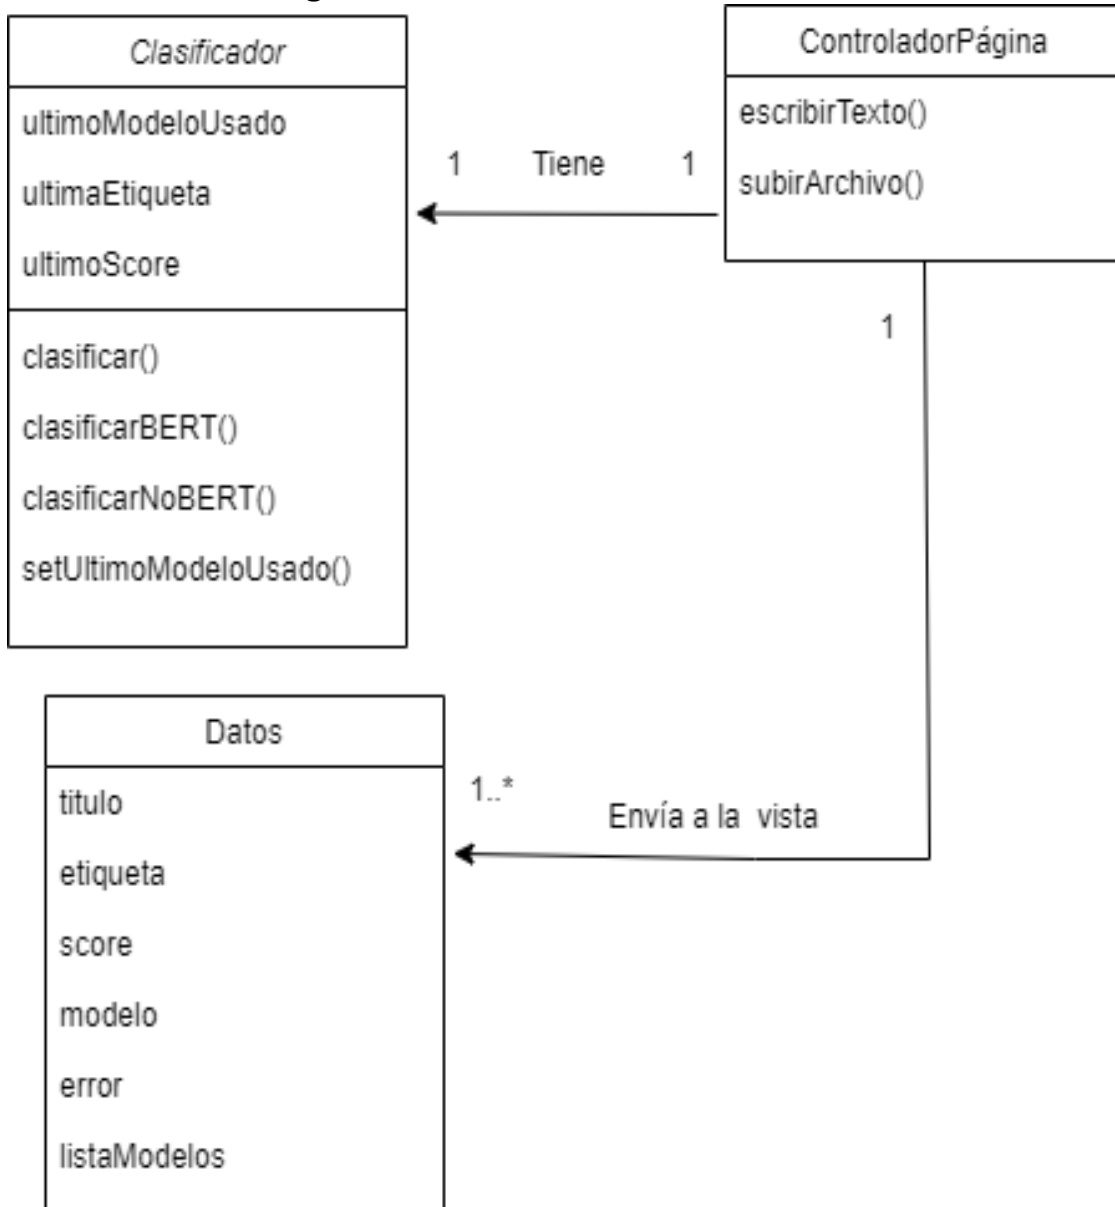 Clasificador
ultimoModeloUsado
ultimaEtiqueta
ultimoScore
clasificar()
clasificarBERT()
clasificarNoBERT()
setUltimoModeloUsado()
1
Tiene
1
ControladorPágina
escribirTexto()
subirArchivo()
1
Datos
titulo
etiqueta
score
modelo
error
listaModelos
1..*
Envía a la vista